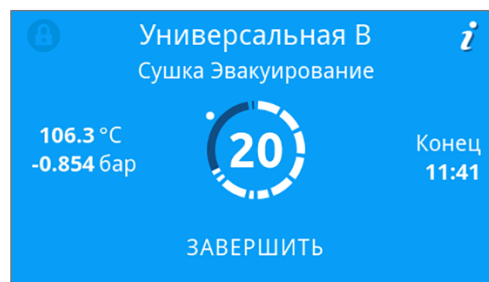 Универсальная В
i
Сушка Эвакуирование
106.3 °C
-0.854 бар
20
Конец
11:41
ЗАВЕРШИТЬ